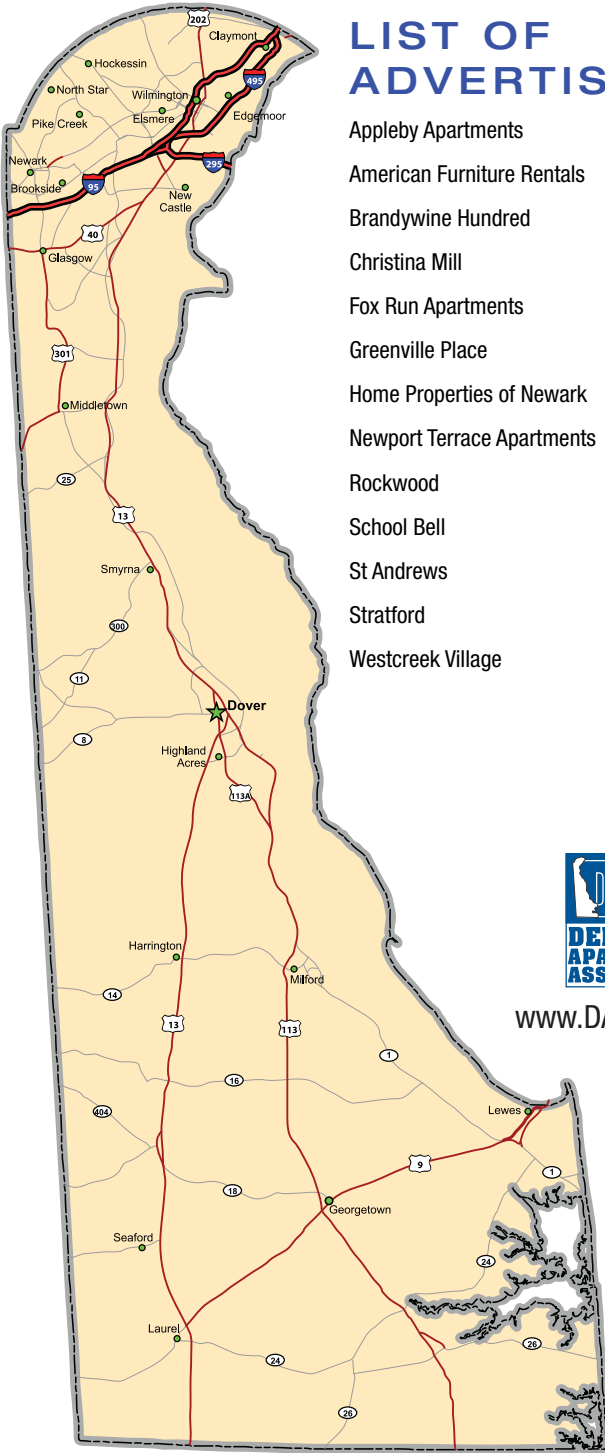 LIST OF
ADVERTIS
Appleby Apartments
American Furniture Rentals
Brandywine Hundred
Christina Mill
Fox Run Apartments
Greenville Place
Home Properties of Newark
Newport Terrace Apartments
Rockwood
School Bell
St Andrews
Stratford
Westcreek Village
202
Claymont
Hockessin
495
North Star
Wilmington
Edgemoor
Pike Creek
Elsmere
Newark
295
Brookside
95
New
Castle
40
Glasgow
301
Middletown
25
13
Smyrna
300
11
Dover
8
Highland
Acres
113A
Harrington
Milford
14
13
113
1
16
404
Lewes
9
1
18
Georgetown
Seaford
24
Laurel
26
24
26
D
DE
APA
ASS
www.DA